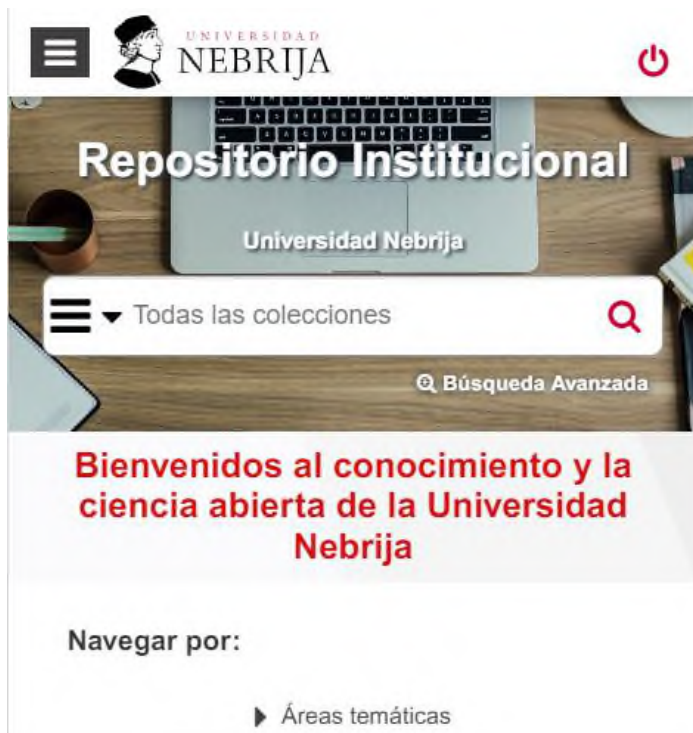 UNIVERSIDAD
NEBRIJA
Repositorio Institucional
Universidad Nebrija
Todas las colecciones
Búsqueda Avanzada
Bienvenidos al conocimiento y la
ciencia abierta de la Universidad
Nebrija
Navegar por:
Áreas temáticas